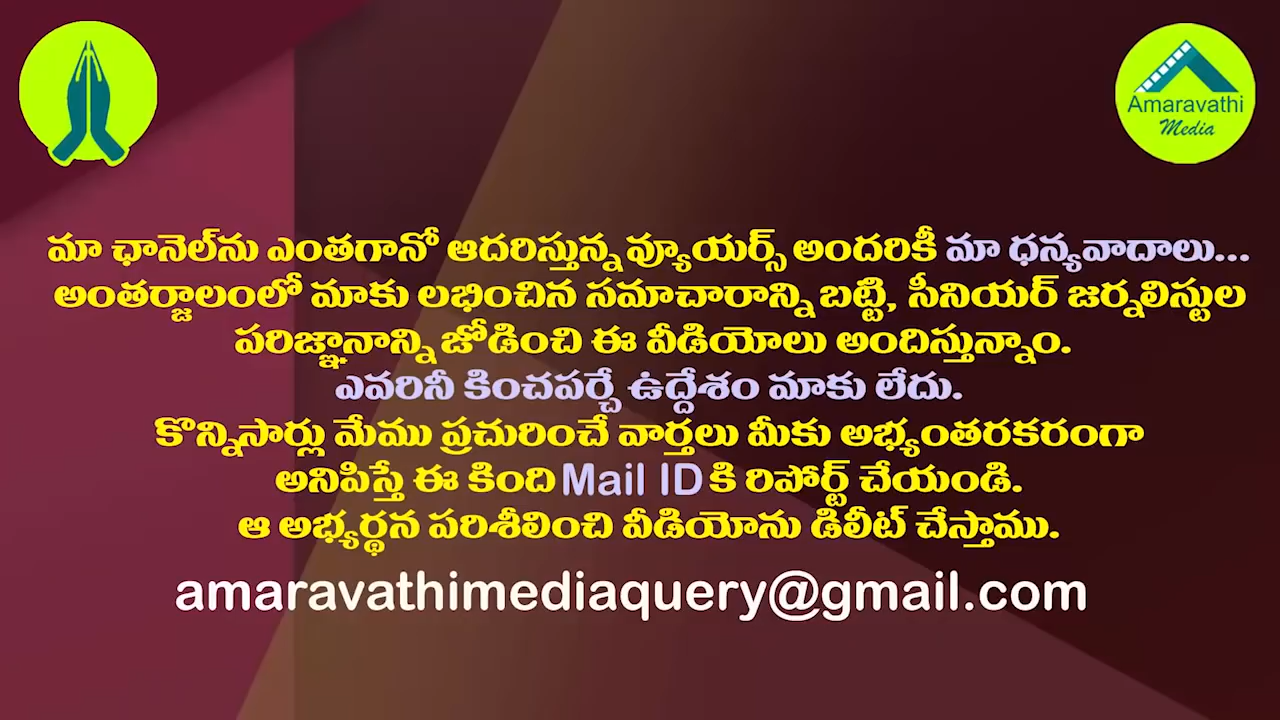 Amaravathi
Media
మా ఛానెల్‌ను ఎంతగానో ఆదరిస్తున్న వ్యూయర్స్ అందరికీ మా ధన్యవాదాలు...
అంతర్జాలంలో మాకు లభించిన సమాచారాన్ని బట్టి, సీనియర్ జర్నలిస్టుల
పరిజ్ఞానాన్ని జోడించి ఈ వీడియోలు అందిస్తున్నాం.
ఎవరినీ కించపర్చే ఉద్దేశం మాకు లేదు.
కొన్నిసార్లు మేము ప్రచురించే వార్తలు మీకు అభ్యంతరకరంగా
అనిపిస్తే ఈ కింది Mail ID కి రిపోర్ట్ చేయండి.
ఆ అభ్యర్థన పరిశీలించి వీడియోను డిలీట్ చేస్తాము.
amaravathimediaquery@gmail.com